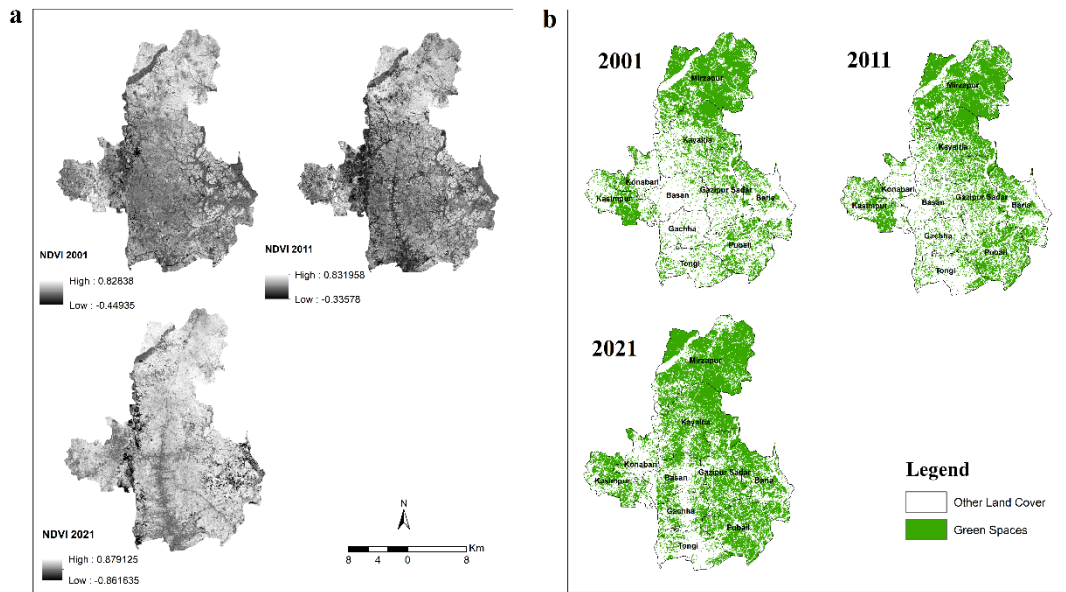 a
NDVI 2001
High : 0.82838
Low : -0.44935
NDVI 2011
High : 0.831958
Low : -0.33578
NDVI 2021
High : 0.879125
Low : -0.861635
N
8 4 0 8 Km
b
2001
Mirzapur
Kayaltia
Konabari
Kasimpur
Basan
Gazipur Sadar
Baria
Gachha
Pubail
Tongi
2011
Mirzapur
Kayaltia
Konabari
Kasimpur
Basan
Gazipur Sadar
Baria
Gachha
Pubail
Tongi
2021
Mirzapur
Kayaltia
Konabari
Kasimpur
Basan
Gazipur Sadar
Baria
Gachha
Pubail
Tongi
Legend
Other Land Cover
Green Spaces